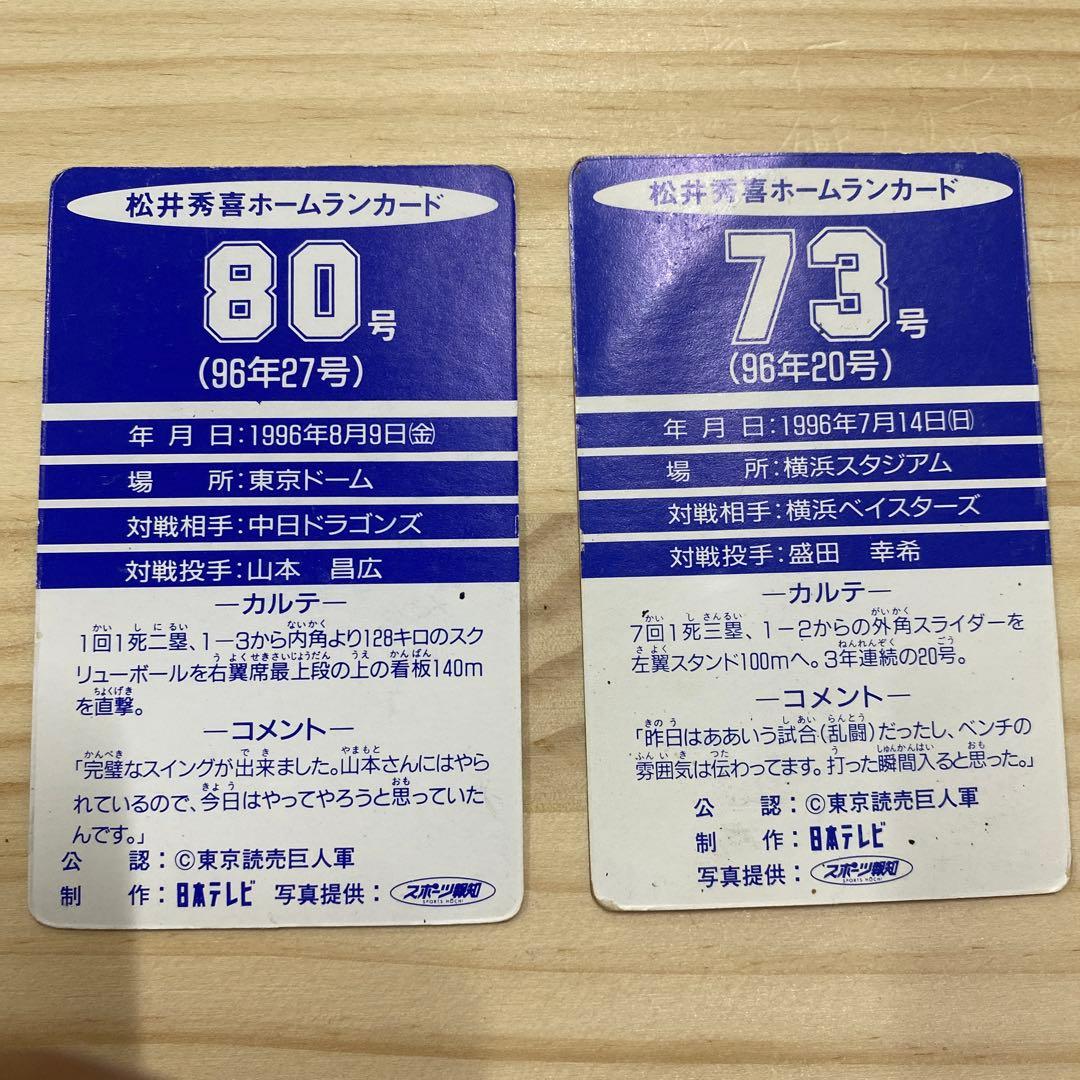 松井秀喜ホームランカード
80号
(96年27号)
年月日:1996年8月9日㈮
場所:東京ドーム
対戦相手:中日ドラゴンズ
対戦投手:山本 昌広
―カルテ―
1回1死二塁、1－3から内角より128キロのスク
リューボールを右翼席最上段の上の看板140m
を直撃。
―コメント―
「完璧なスイングが出来ました。山本さんにはやら
れているので、今日はやってやろうと思っていた
んです。」
公認:©東京読売巨人軍
制作:日本テレビ 写真提供:スポーツ報知
SPORTS HOCHI
松井秀喜ホームランカード
73号
(96年20号)
年月日:1996年7月14日㈰
場所:横浜スタジアム
対戦相手:横浜ベイスターズ
対戦投手:盛田 幸希
―カルテ―
7回1死三塁、1－2からの外角スライダーを
左翼スタンド100mへ。3年連続の20号。
―コメント―
「昨日はああいう試合(乱闘)だったし、ベンチの
雰囲気は伝わってます。打った瞬間入ると思った。」
公認:©東京読売巨人軍
制作:日本テレビ
写真提供:スポーツ報知
SPORTS HOCHI